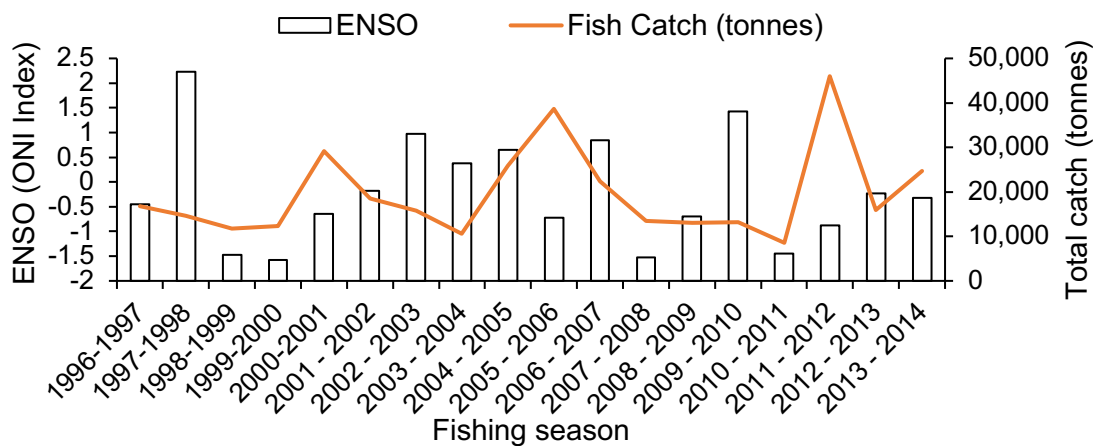 ENSO
Fish Catch (tonnes)
ENSO (ONI Index)
2.5
2
1.5
1
0.5
0
-0.5
-1
-1.5
-2
50,000
40,000
30,000
20,000
10,000
0
Total catch (tonnes)
1996-1997
1997-1998
1998-1999
1999-2000
2000-2001
2001 - 2002
2002 - 2003
2003 - 2004
2004 - 2005
2005 - 2006
2006 - 2007
2007 - 2008
2008 - 2009
2009 - 2010
2010 - 2011
2011 - 2012
2012 - 2013
2013 - 2014
Fishing season